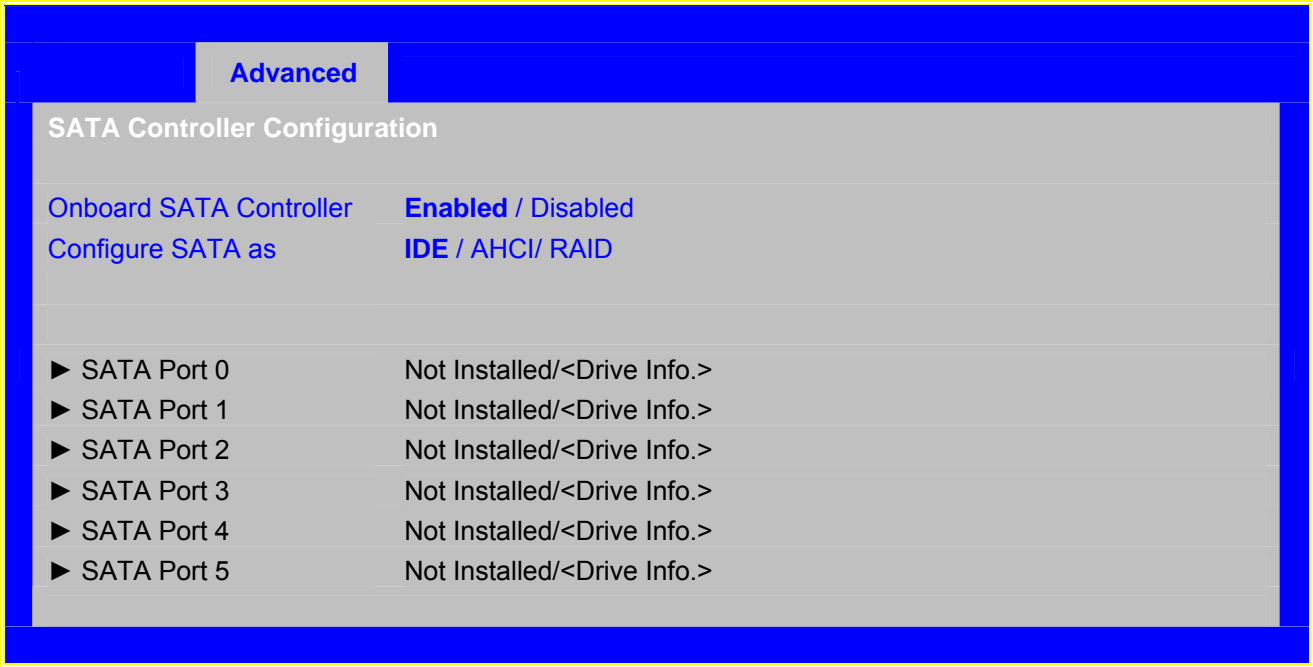 Advanced
SATA Controller Configuration
Onboard SATA Controller Enabled / Disabled
Configure SATA as IDE / AHCI/ RAID
► SATA Port 0 Not Installed/<Drive Info.>
► SATA Port 1 Not Installed/<Drive Info.>
► SATA Port 2 Not Installed/<Drive Info.>
► SATA Port 3 Not Installed/<Drive Info.>
► SATA Port 4 Not Installed/<Drive Info.>
► SATA Port 5 Not Installed/<Drive Info.>